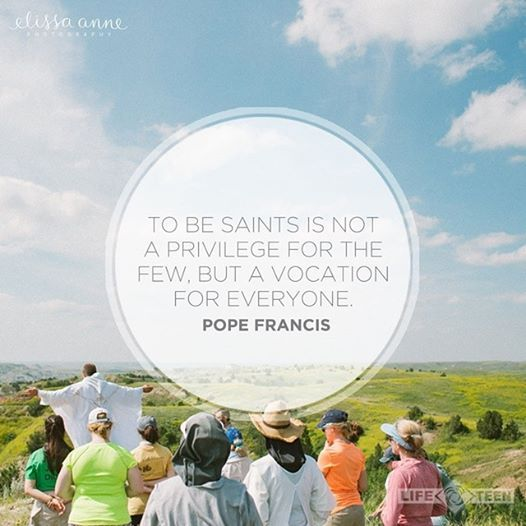 elissa anne
PHOTOGRAPHY
TO BE SAINTS IS NOT
A PRIVILEGE FOR THE
FEW, BUT A VOCATION
FOR EVERYONE.
POPE FRANCIS
LIFE TEEN